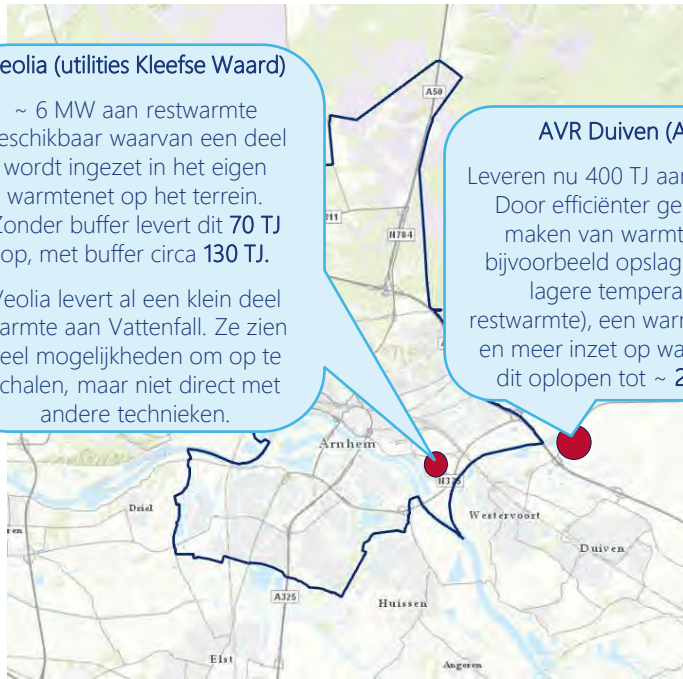 eolia (utilities Kleefse Waard)
~ 6 MW aan restwarmte
eschikbaar waarvan een deel
wordt ingezet in het eigen
warmtenet op het terrein.
Zonder buffer levert dit 70 TJ
op, met buffer circa 130 TJ.
Veolia levert al een klein deel
armte aan Vattenfall. Ze zien
eel mogelijkheden om op te
chalen, maar niet direct met
andere technieken.
AVR Duiven (A
Leveren nu 400 TJ aan
Door efficiënter ge
maken van warmt
bijvoorbeeld opslag
lagere tempera
restwarmte), een warm
en meer inzet op wa
dit oplopen tot ~ 2
A50
N784
Arnhem
N325
Westervoort
Duiven
Driel
A325
Huissen
Elst
Angeren